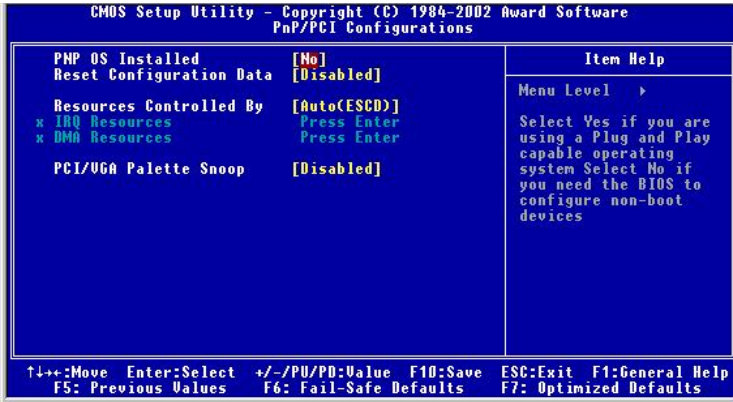 CMOS Setup Utility - Copyright (C) 1984-2002 Award Software
PnP/PCI Configurations
PNP OS Installed [No]
Reset Configuration Data [Disabled]
Resources Controlled By [Auto(ESCD)]
x IRQ Resources Press Enter
x DMA Resources Press Enter
PCI/VGA Palette Snoop [Disabled]
Item Help
Menu Level ▸
Select Yes if you are
using a Plug and Play
capable operating
system Select No if
you need the BIOS to
configure non-boot
devices
↑↓→←:Move Enter:Select +/-/PU/PD:Value F10:Save ESC:Exit F1:General Help
F5: Previous Values F6: Fail-Safe Defaults F7: Optimized Defaults